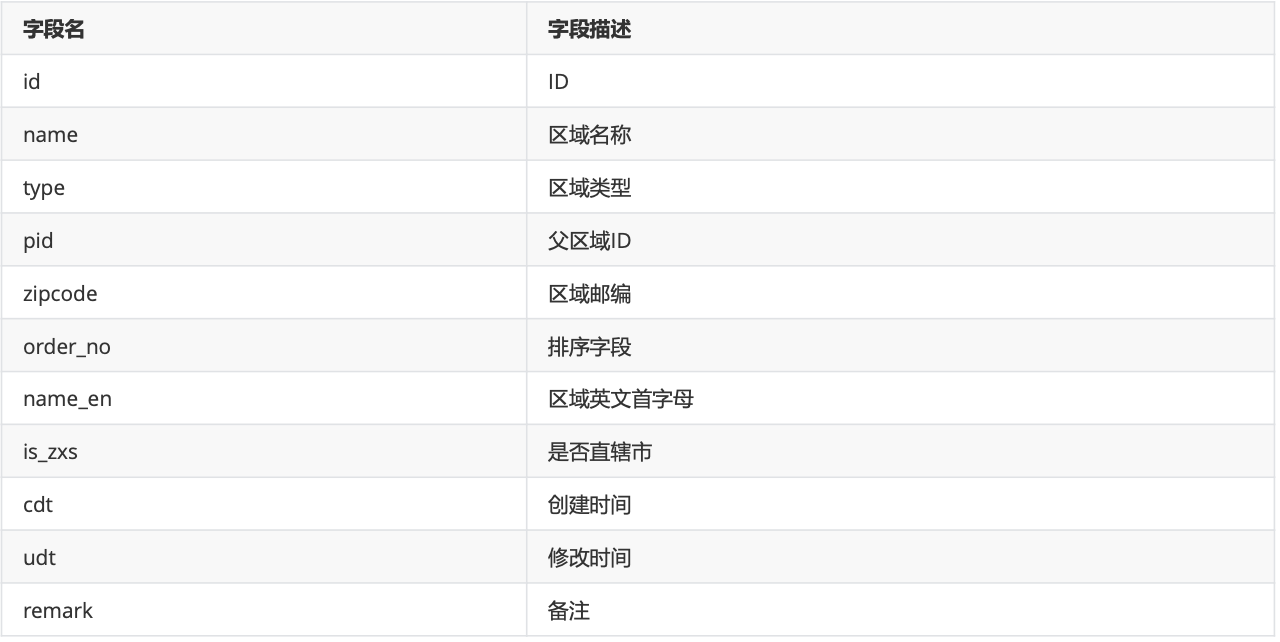 字段名 字段描述
id ID
name 区域名称
type 区域类型
pid 父区域ID
zipcode 区域邮编
order_no 排序字段
name_en 区域英文首字母
is_zxs 是否直辖市
cdt 创建时间
udt 修改时间
remark 备注